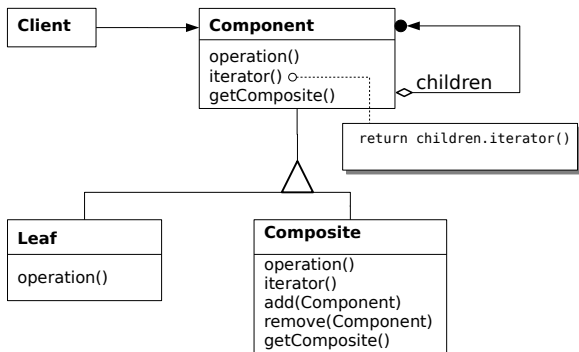 Client
Component
operation()
iterator()
getComposite()
children
return children.iterator()
Leaf
operation()
Composite
operation()
iterator()
add(Component)
remove(Component)
getComposite()